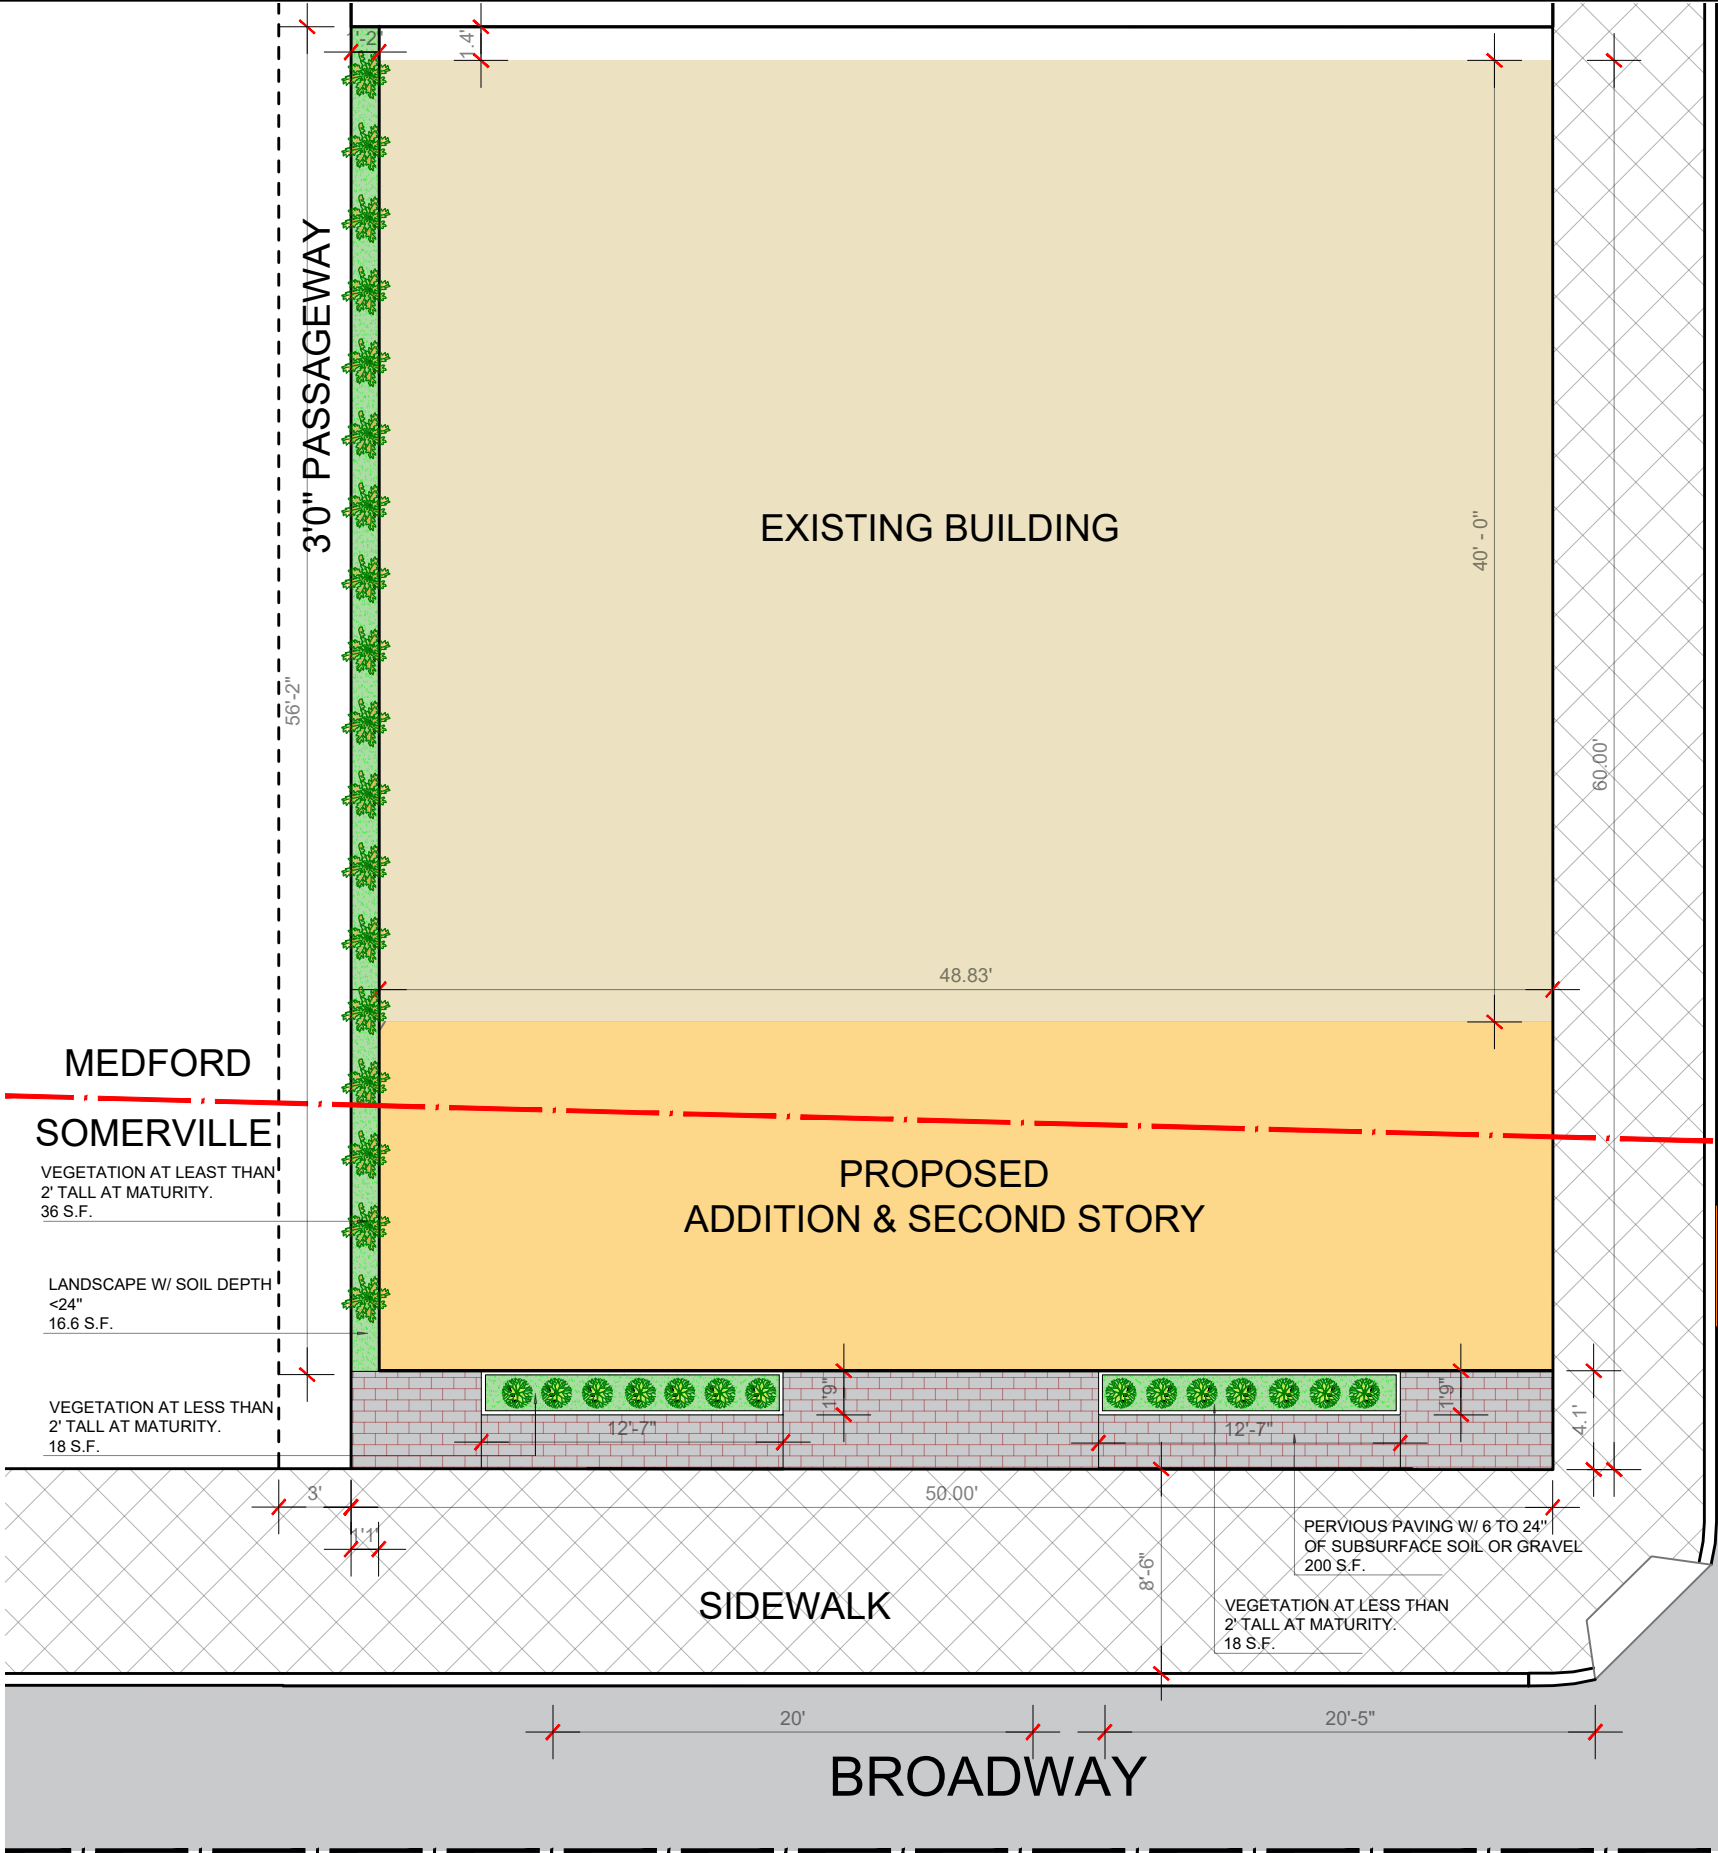 1'-2"
1.4'
3'0" PASSAGEWAY
EXISTING BUILDING
40' - 0"
56'-2"
60.00'
48.83'
MEDFORD
SOMERVILLE
VEGETATION AT LEAST THAN
2' TALL AT MATURITY.
36 S.F.
PROPOSED
ADDITION & SECOND STORY
LANDSCAPE W/ SOIL DEPTH
<24"
16.6 S.F.
VEGETATION AT LESS THAN
2' TALL AT MATURITY.
18 S.F.
12'-7"
1'9"
12'-7"
1'9"
4.1'
3'
50.00'
1'1"
8'-6"
PERVIOUS PAVING W/ 6 TO 24"
OF SUBSURFACE SOIL OR GRAVEL
200 S.F.
SIDEWALK
VEGETATION AT LESS THAN
2' TALL AT MATURITY.
18 S.F.
20'
20'-5"
BROADWAY